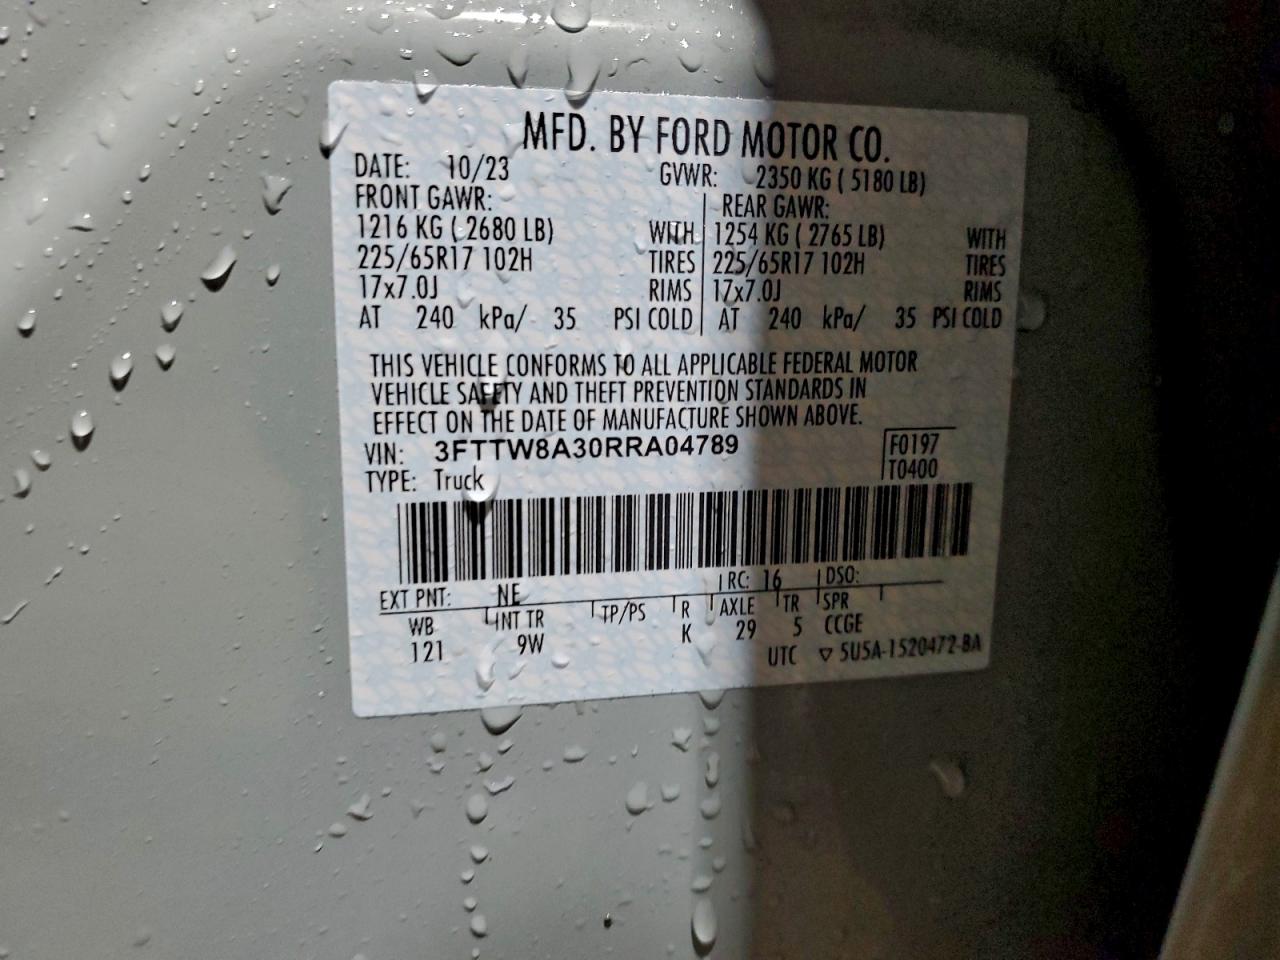 MFD. BY FORD MOTOR CO.
DATE: 10/23 GVWR: 2350 KG ( 5180 LB)
FRONT GAWR: REAR GAWR:
1216 KG ( 2680 LB) WITH 1254 KG ( 2765 LB) WITH
225/65R17 102H TIRES 225/65R17 102H TIRES
17x7.0J RIMS 17x7.0J RIMS
AT 240 kPa/ 35 PSI COLD AT 240 kPa/ 35 PSI COLD
THIS VEHICLE CONFORMS TO ALL APPLICABLE FEDERAL MOTOR
VEHICLE SAFETY AND THEFT PREVENTION STANDARDS IN
EFFECT ON THE DATE OF MANUFACTURE SHOWN ABOVE.
VIN: 3FTTW8A30RRA04789 F0197
TYPE: Truck T0400
EXT PNT: NE RC: 16 DSO:
WB INT TR TP/PS R AXLE TR SPR
121 9W K 29 5 CCGE
UTC ▽ 5U5A-1520472-BA